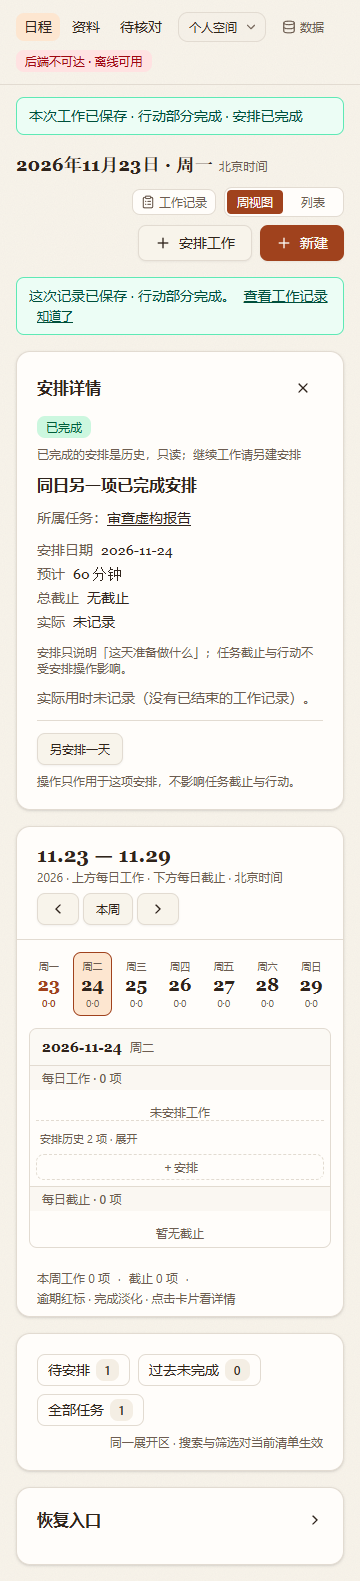 日程 资料 待核对 个人空间 数据
后端不可达 · 离线可用
本次工作已保存 · 行动部分完成 · 安排已完成
2026年11月23日 · 周一 北京时间
工作记录 周视图 列表
+ 安排工作 + 新建
这次记录已保存 · 行动部分完成。 查看工作记录
知道了
安排详情
已完成
已完成的安排是历史，只读；继续工作请另建安排
同日另一项已完成安排
所属任务： 审查虚构报告
安排日期 2026-11-24
预计 60 分钟
总截止 无截止
实际 未记录
安排只说明「这天准备做什么」；任务截止与行动不
受安排操作影响。
实际用时未记录（没有已结束的工作记录）。
另安排一天
操作只作用于这项安排，不影响任务截止与行动。
11.23 — 11.29
2026 · 上方每日工作 · 下方每日截止 · 北京时间
本周
周一 周二 周三 周四 周五 周六 周日
23 24 25 26 27 28 29
0·0 0·0 0·0 0·0 0·0 0·0 0·0
2026-11-24 周二
每日工作 · 0 项
未安排工作
安排历史 2 项 · 展开
+ 安排
每日截止 · 0 项
暂无截止
本周工作 0 项 · 截止 0 项 ·
逾期红标 · 完成淡化 · 点击卡片看详情
待安排 1 过去未完成 0
全部任务 1
同一展开区 · 搜索与筛选对当前清单生效
恢复入口